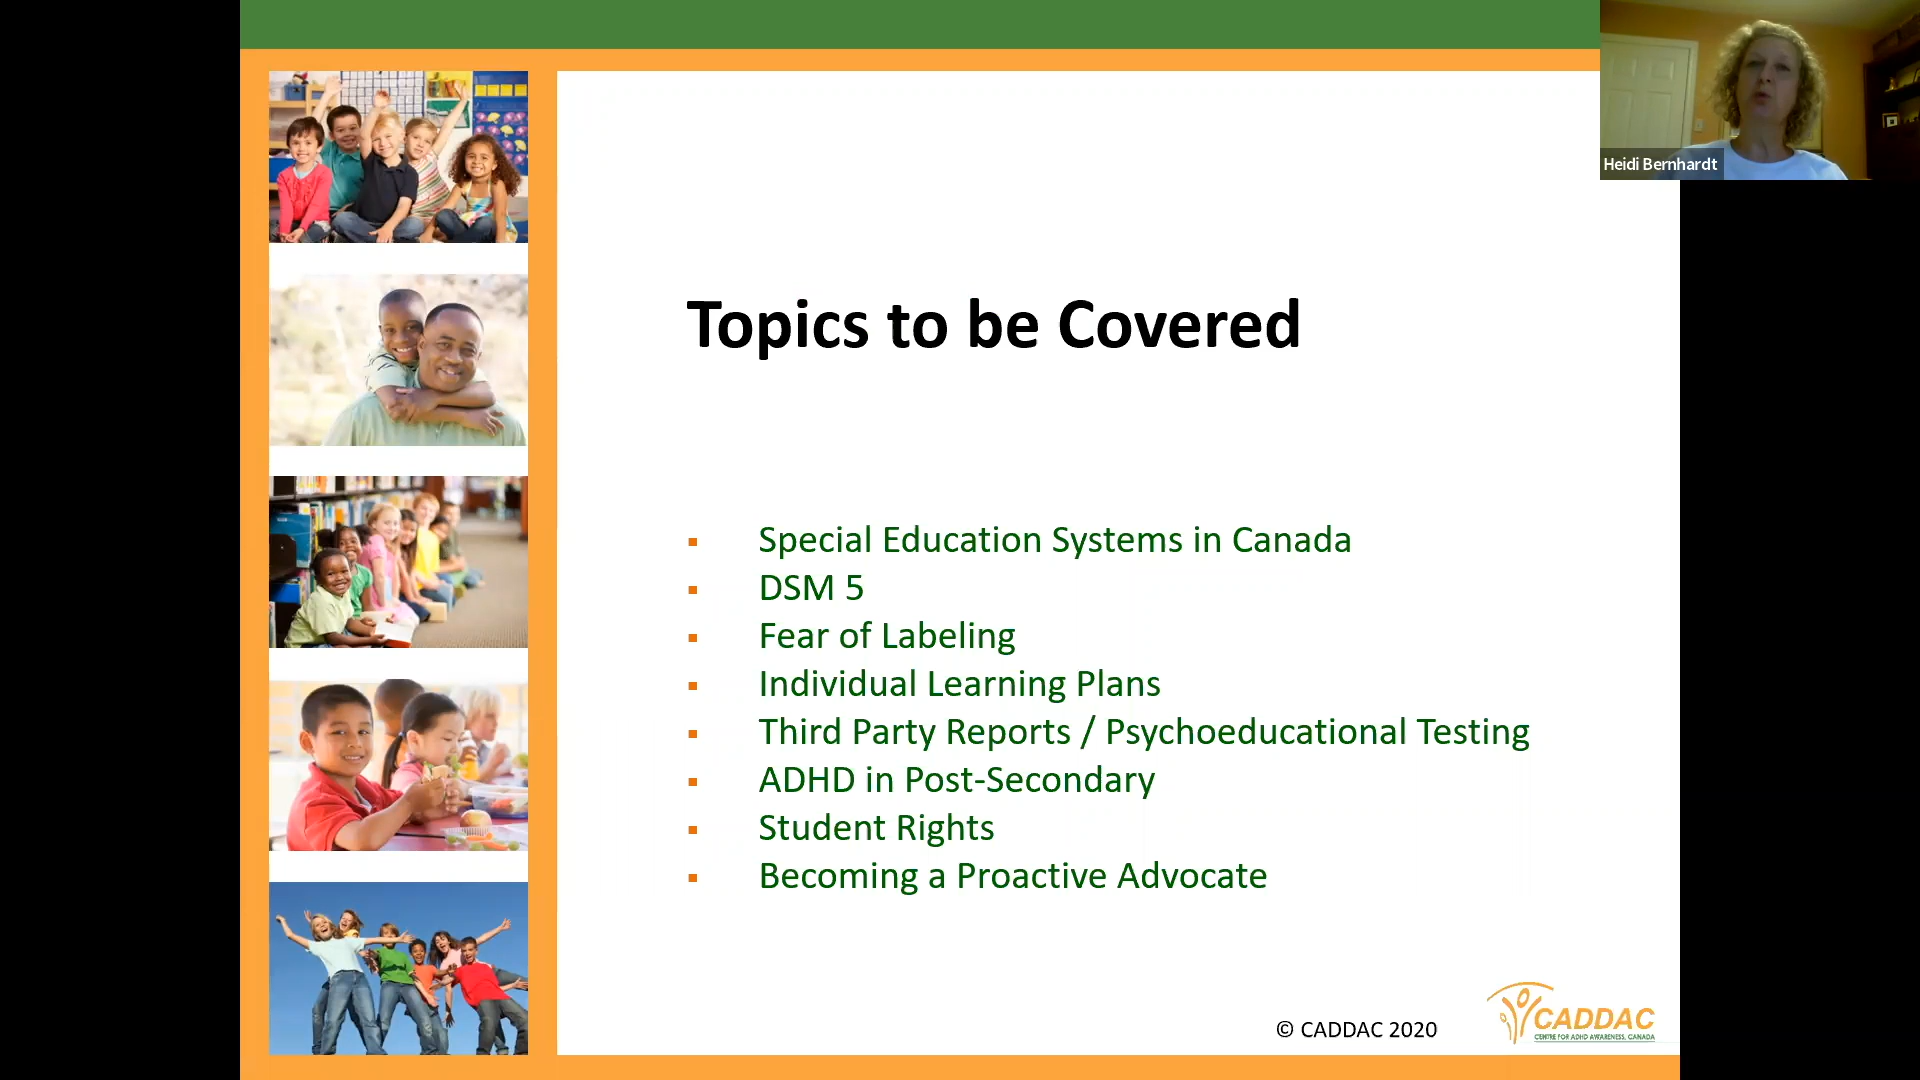 Heidi Bernhardt
Topics to be Covered
Special Education Systems in Canada
DSM 5
Fear of Labeling
Individual Learning Plans
Third Party Reports / Psychoeducational Testing
ADHD in Post-Secondary
Student Rights
Becoming a Proactive Advocate
© CADDAC 2020
CADDAC
CENTRE FOR ADHD AWARENESS, CANADA